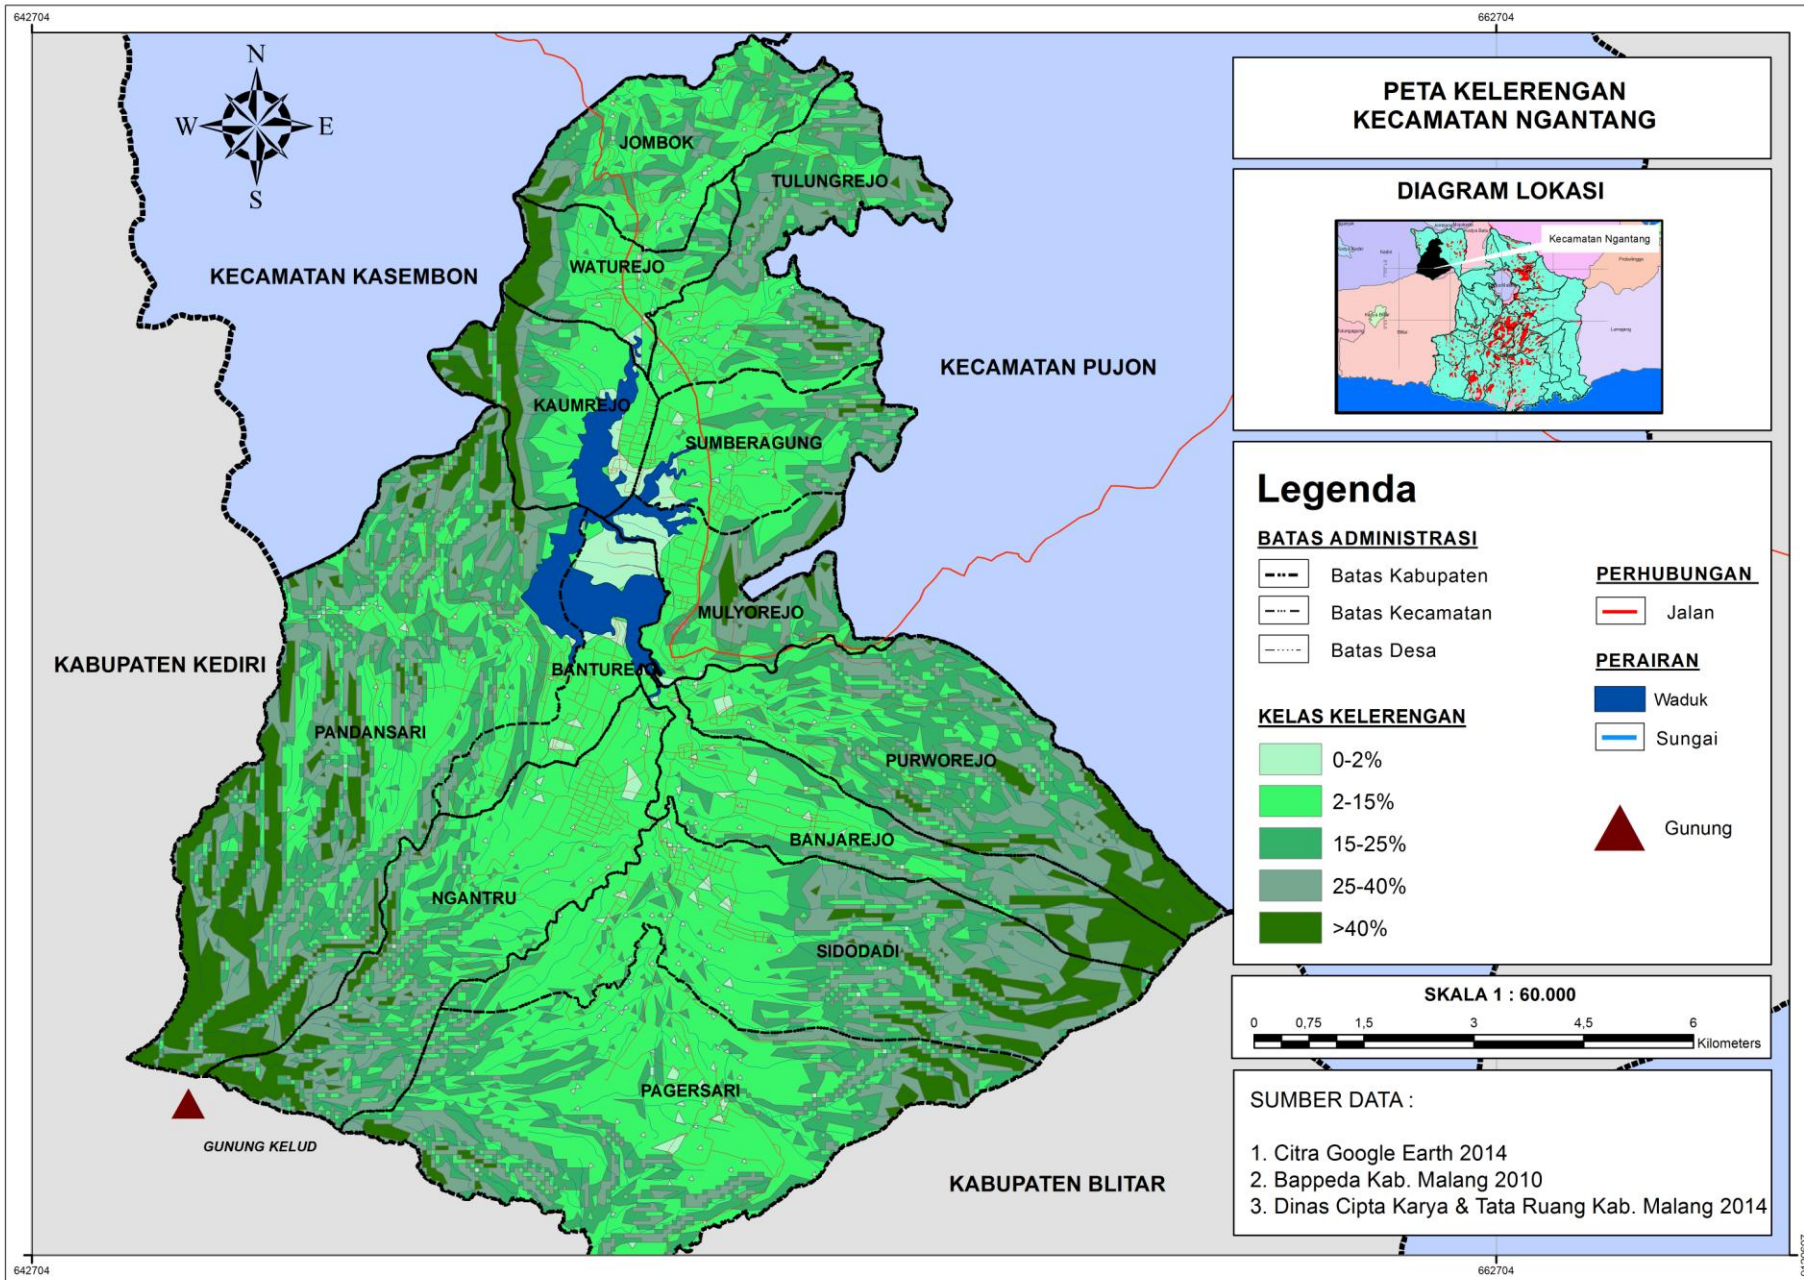 642704
662704
N
W
E
S
JOMBOK
TULUNGREJO
KECAMATAN KASEMBON
WATUREJO
KECAMATAN PUJON
KAUMREJO
SUMBERAGUNG
MULYOREJO
KABUPATEN KEDIRI
BANTUREJO
PANDANSARI
PURWOREJO
BANJAREJO
NGANTRU
SIDODADI
PAGERSARI
GUNUNG KELUD
KABUPATEN BLITAR
PETA KELERENGAN
KECAMATAN NGANTANG
DIAGRAM LOKASI
Kecamatan Ngantang
Blitar
Lumajang
Probolinggo
Legenda
BATAS ADMINISTRASI
Batas Kabupaten
Batas Kecamatan
Batas Desa
PERHUBUNGAN
Jalan
PERAIRAN
Waduk
Sungai
KELAS KELERENGAN
0-2%
2-15%
15-25%
25-40%
>40%
Gunung
SKALA 1 : 60.000
0 0,75 1,5 3 4,5 6
Kilometers
SUMBER DATA :
1. Citra Google Earth 2014
2. Bappeda Kab. Malang 2010
3. Dinas Cipta Karya & Tata Ruang Kab. Malang 2014
642704
662704